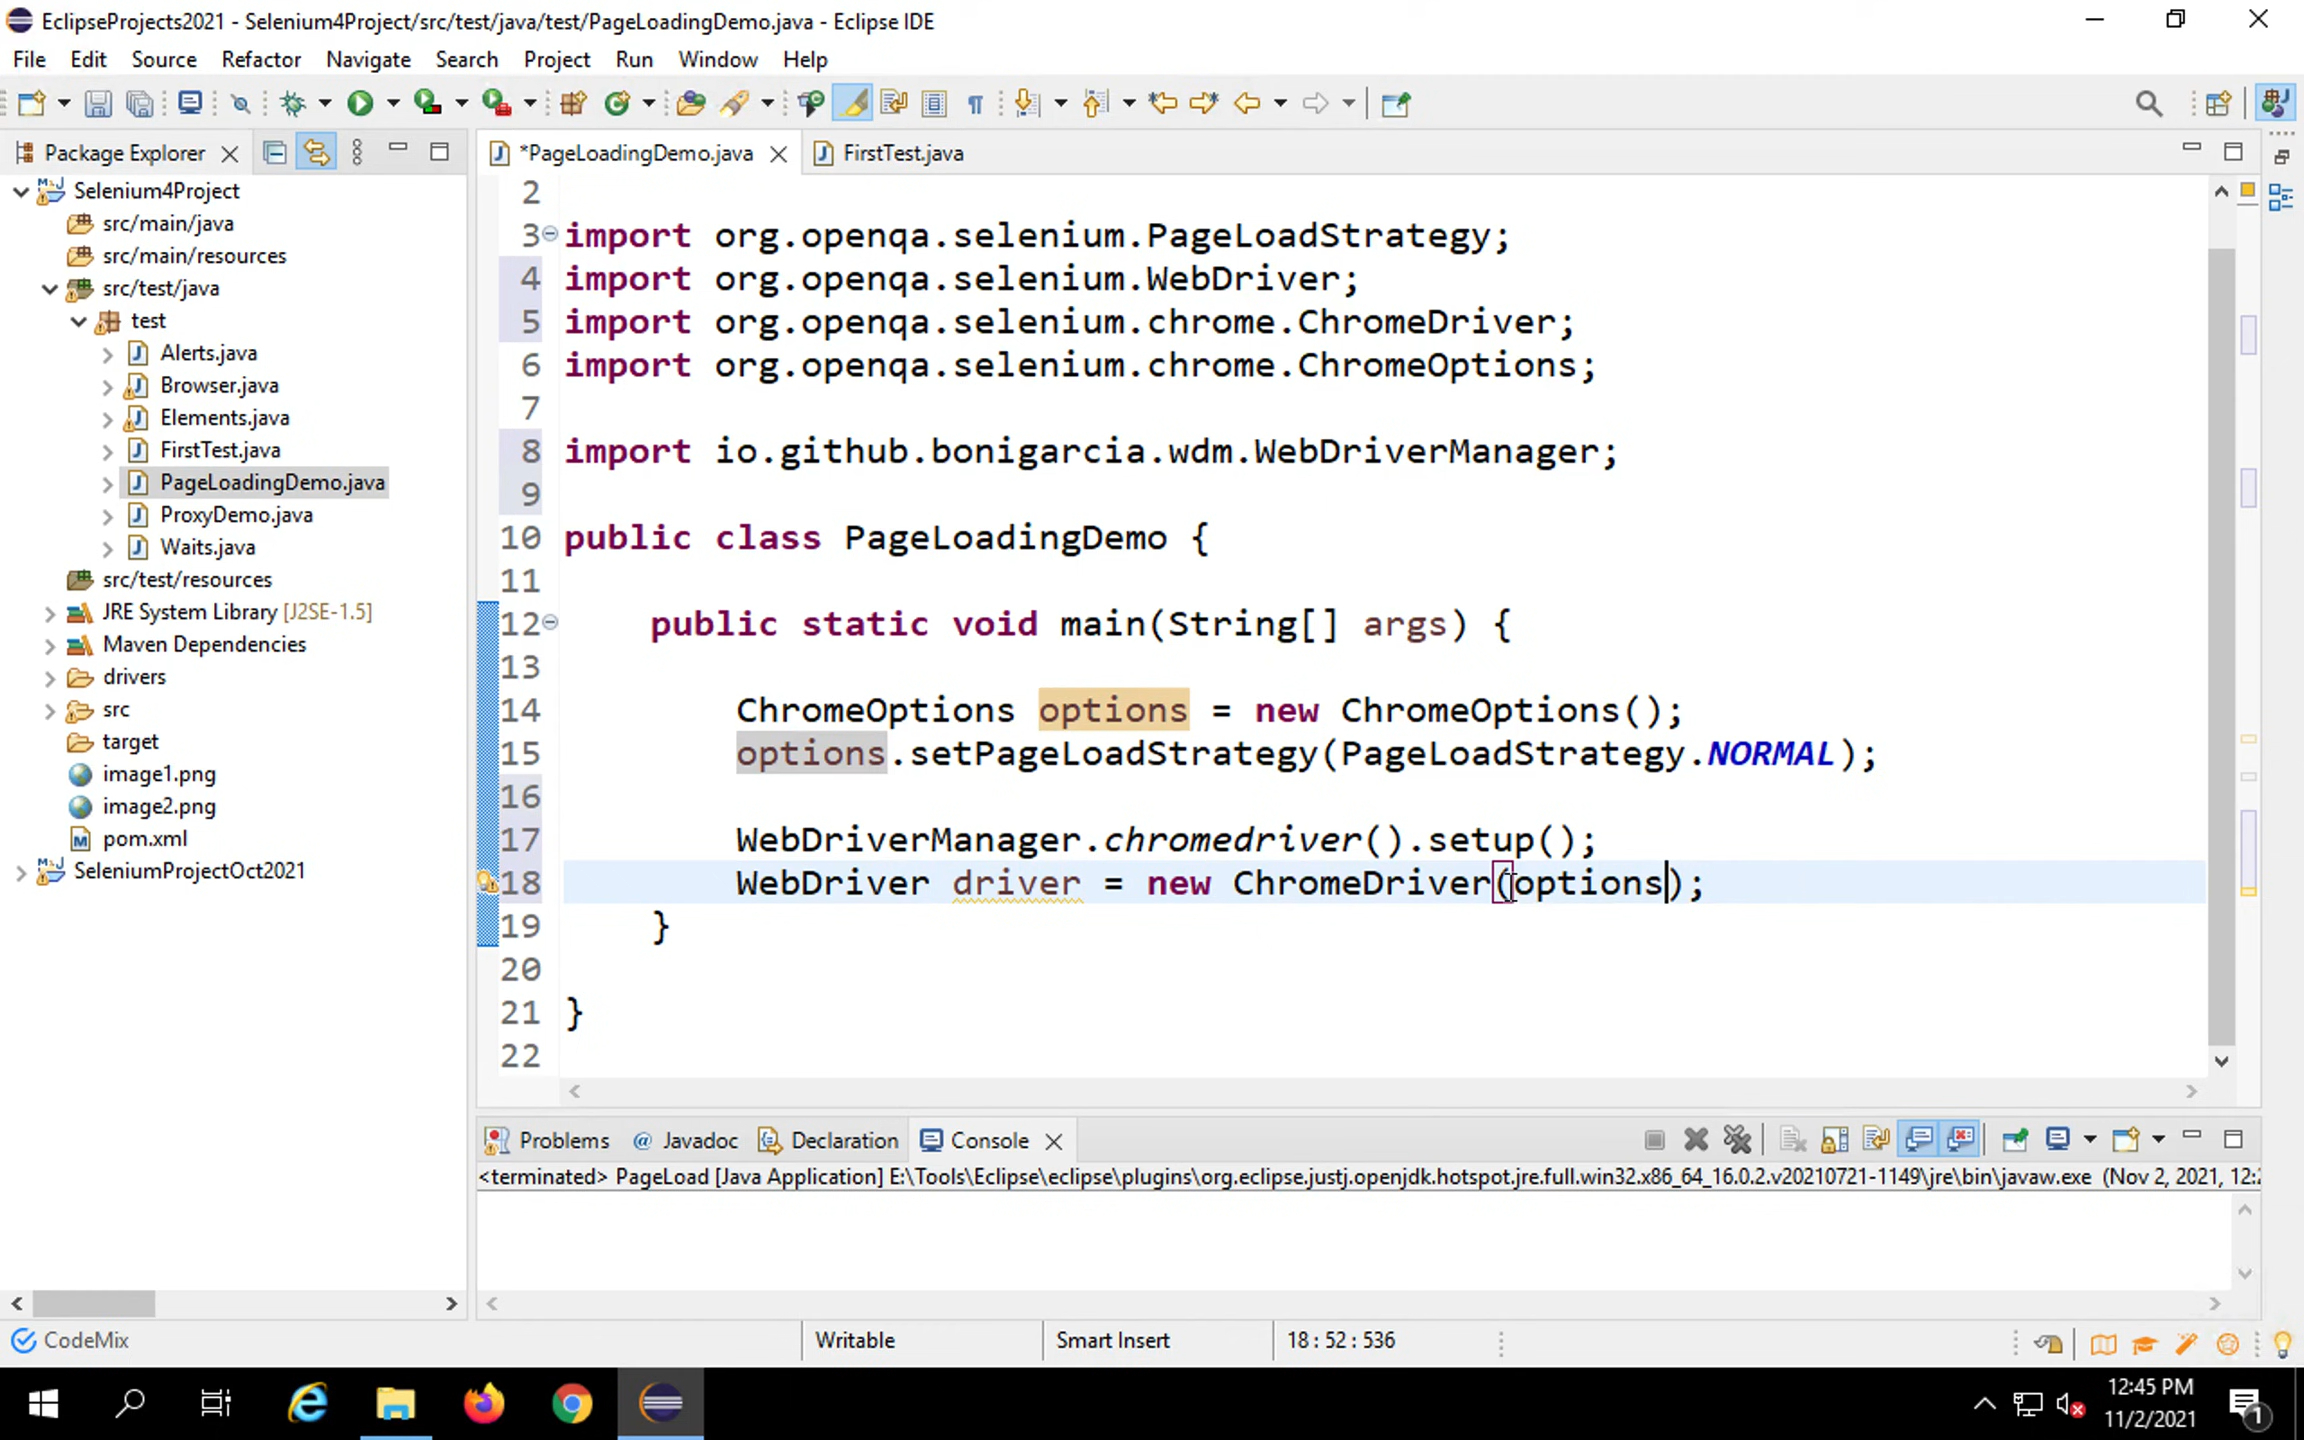 EclipseProjects2021 - Selenium4Project/src/test/java/test/PageLoadingDemo.java - Eclipse IDE
File Edit Source Refactor Navigate Search Project Run Window Help
Package Explorer
*PageLoadingDemo.java FirstTest.java
Selenium4Project
src/main/java
src/main/resources
src/test/java
test
Alerts.java
Browser.java
Elements.java
FirstTest.java
PageLoadingDemo.java
ProxyDemo.java
Waits.java
src/test/resources
JRE System Library [J2SE-1.5]
Maven Dependencies
drivers
src
target
image1.png
image2.png
pom.xml
SeleniumProjectOct2021
2
3 import org.openqa.selenium.PageLoadStrategy;
4 import org.openqa.selenium.WebDriver;
5 import org.openqa.selenium.chrome.ChromeDriver;
6 import org.openqa.selenium.chrome.ChromeOptions;
7
8 import io.github.bonigarcia.wdm.WebDriverManager;
9
10 public class PageLoadingDemo {
11
12 public static void main(String[] args) {
13
14 ChromeOptions options = new ChromeOptions();
15 options.setPageLoadStrategy(PageLoadStrategy.NORMAL);
16
17 WebDriverManager.chromedriver().setup();
18 WebDriver driver = new ChromeDriver(options);
19 }
20
21 }
22
Problems @ Javadoc Declaration Console
<terminated> PageLoad [Java Application] E:\Tools\Eclipse\eclipse\plugins\org.eclipse.justj.openjdk.hotspot.jre.full.win32.x86_64_16.0.2.v20210721-1149\jre\bin\javaw.exe (Nov 2, 2021, 12:2
CodeMix Writable Smart Insert 18 : 52 : 536
12:45 PM
11/2/2021
1